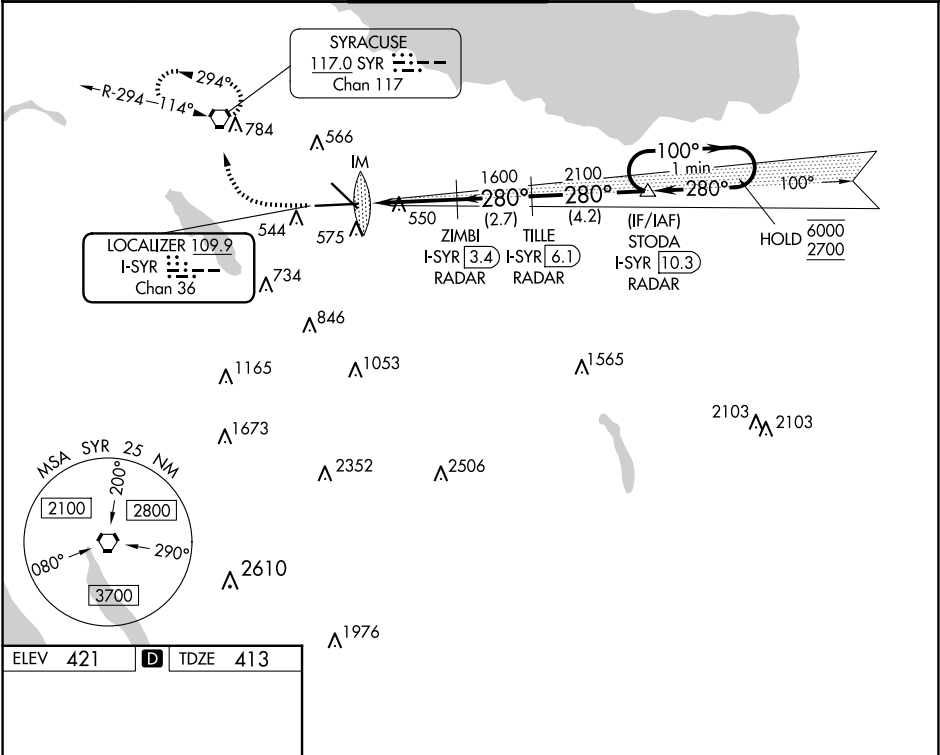 SYRACUSE
117.0 SYR
Chan 117
294°
R-294
114°
784
566
IM
1600
2100
100°
1 min
280°
280°
280°
100°
550
(2.7)
(4.2)
544
575
ZIMBI
I-SYR 3.4
RADAR
TILLE
I-SYR 6.1
RADAR
(IF/IAF)
STODA
I-SYR 10.3
RADAR
HOLD 6000
2700
LOCALIZER 109.9
I-SYR
Chan 36
734
846
1165
1053
1565
1673
2103
2103
2352
2506
MSA SYR 25 NM
200°
2100
2800
080°
290°
3700
2610
1976
ELEV 421 D TDZE 413